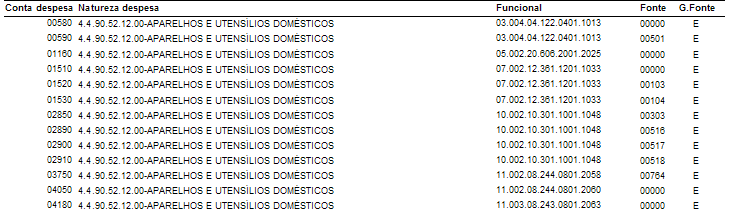 Conta despesa Natureza despesa Funcional Fonte G.Fonte
00580 4.4.90.52.12.00-APARELHOS E UTENSÍLIOS DOMÉSTICOS 03.004.04.122.0401.1013 00000 E
00590 4.4.90.52.12.00-APARELHOS E UTENSÍLIOS DOMÉSTICOS 03.004.04.122.0401.1013 00501 E
01160 4.4.90.52.12.00-APARELHOS E UTENSÍLIOS DOMÉSTICOS 05.002.20.606.2001.2025 00000 E
01510 4.4.90.52.12.00-APARELHOS E UTENSÍLIOS DOMÉSTICOS 07.002.12.361.1201.1033 00000 E
01520 4.4.90.52.12.00-APARELHOS E UTENSÍLIOS DOMÉSTICOS 07.002.12.361.1201.1033 00103 E
01530 4.4.90.52.12.00-APARELHOS E UTENSÍLIOS DOMÉSTICOS 07.002.12.361.1201.1033 00104 E
02850 4.4.90.52.12.00-APARELHOS E UTENSÍLIOS DOMÉSTICOS 10.002.10.301.1001.1048 00303 E
02890 4.4.90.52.12.00-APARELHOS E UTENSÍLIOS DOMÉSTICOS 10.002.10.301.1001.1048 00516 E
02900 4.4.90.52.12.00-APARELHOS E UTENSÍLIOS DOMÉSTICOS 10.002.10.301.1001.1048 00517 E
02910 4.4.90.52.12.00-APARELHOS E UTENSÍLIOS DOMÉSTICOS 10.002.10.301.1001.1048 00518 E
03750 4.4.90.52.12.00-APARELHOS E UTENSÍLIOS DOMÉSTICOS 11.002.08.244.0801.2058 00764 E
04050 4.4.90.52.12.00-APARELHOS E UTENSÍLIOS DOMÉSTICOS 11.002.08.244.0801.2060 00000 E
04180 4.4.90.52.12.00-APARELHOS E UTENSÍLIOS DOMÉSTICOS 11.003.08.243.0801.2063 00000 E